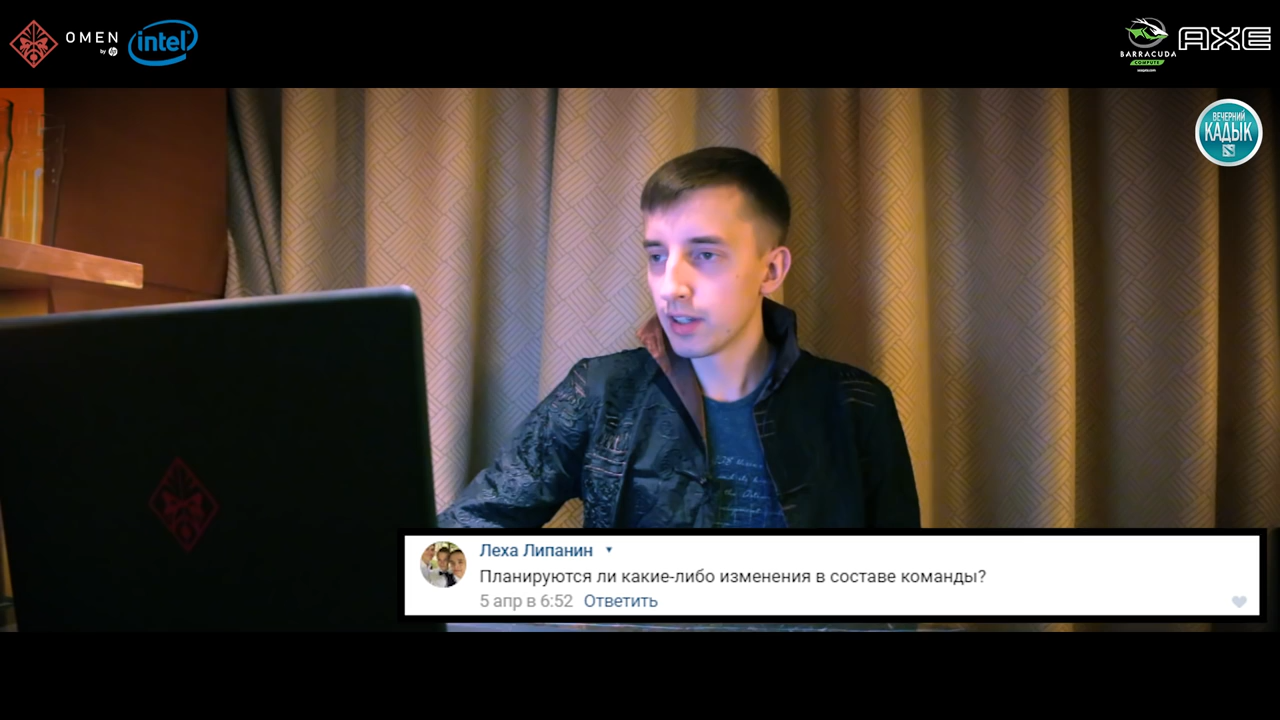 OMEN
by hp
intel
BARRACUDA
COMPUTE
AXE
ВЕЧЕРНИЙ
КАДЫК
Леха Липанин
Планируются ли какие-либо изменения в составе команды?
5 апр в 6:52 Ответить